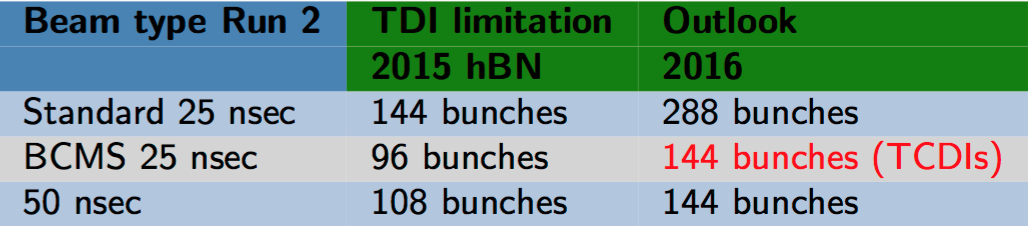 Beam type Run 2 TDI limitation Outlook
2015 hBN 2016
Standard 25 nsec 144 bunches 288 bunches
BCMS 25 nsec 96 bunches 144 bunches (TCDIs)
50 nsec 108 bunches 144 bunches